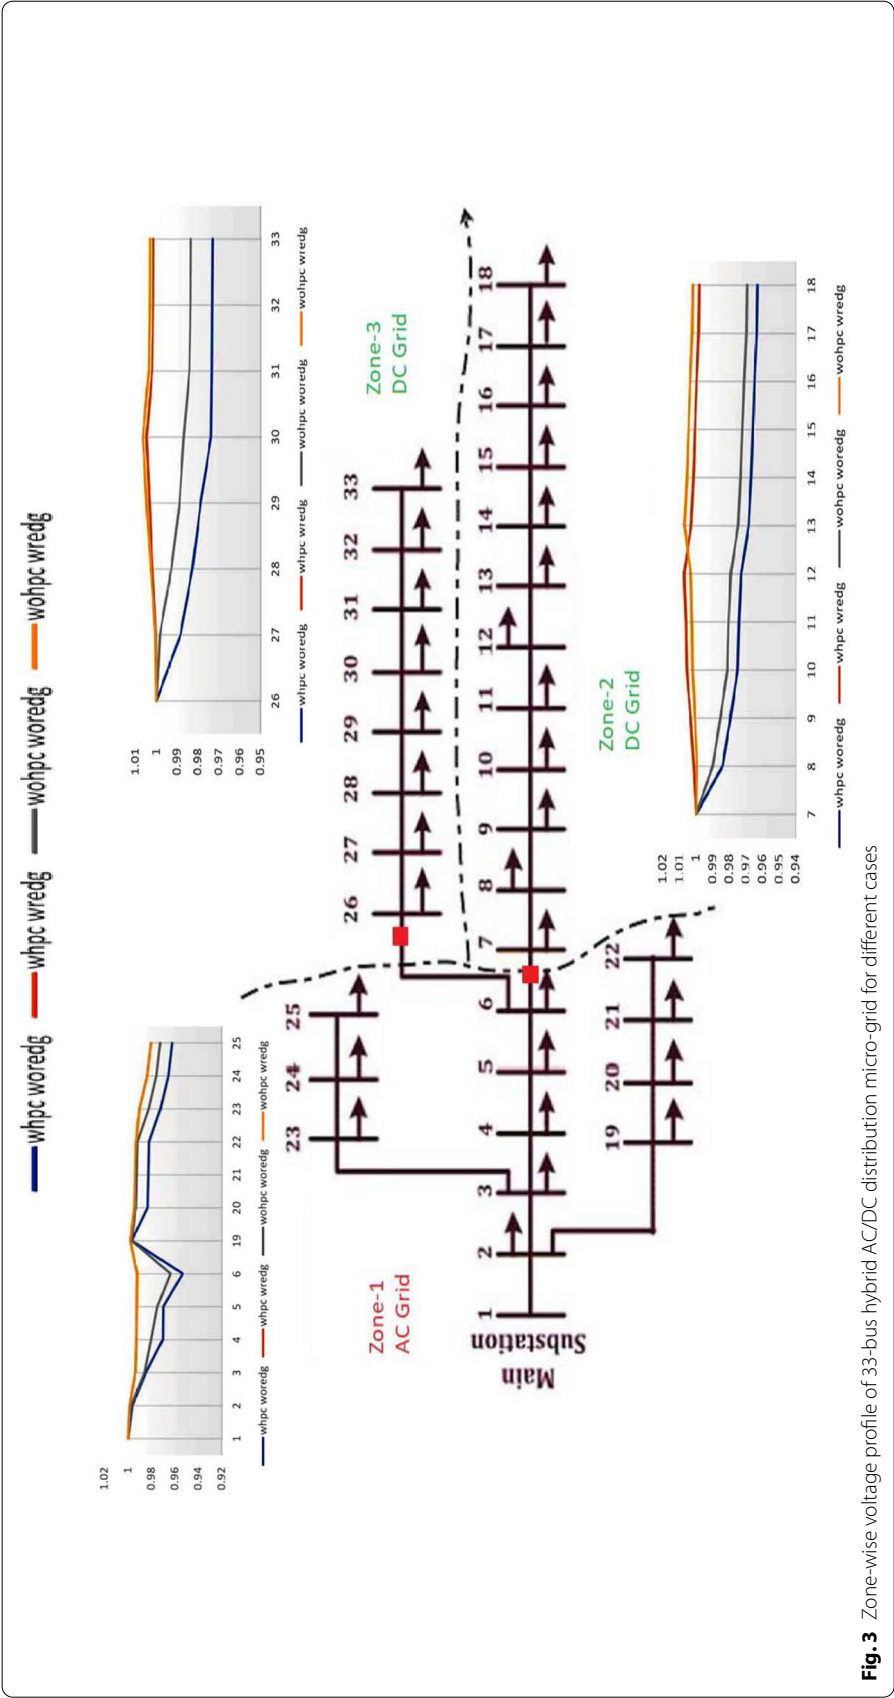 whpc woredg whpc wredg wohpc woredg wohpc wredg
1.02
1
0.98
0.96
0.94
0.92
1 2 3 4 5 6 19 20 21 22 23 24 25
whpc woredg whpc wredg wohpc woredg wohpc wredg
1.01
1
0.99
0.98
0.97
0.96
0.95
26 27 28 29 30 31 32 33
whpc woredg whpc wredg wohpc woredg wohpc wredg
Zone-1
AC Grid
23 24 25
26 27 28 29 30 31 32 33
Zone-3
DC Grid
Main
Substation
1 2 3 4 5 6 7 8 9 10 11 12 13 14 15 16 17 18
19 20 21 22
Zone-2
DC Grid
1.02
1.01
1
0.99
0.98
0.97
0.96
0.95
0.94
7 8 9 10 11 12 13 14 15 16 17 18
whpc woredg whpc wredg wohpc woredg wohpc wredg
Fig. 3 Zone-wise voltage profile of 33-bus hybrid AC/DC distribution micro-grid for different cases